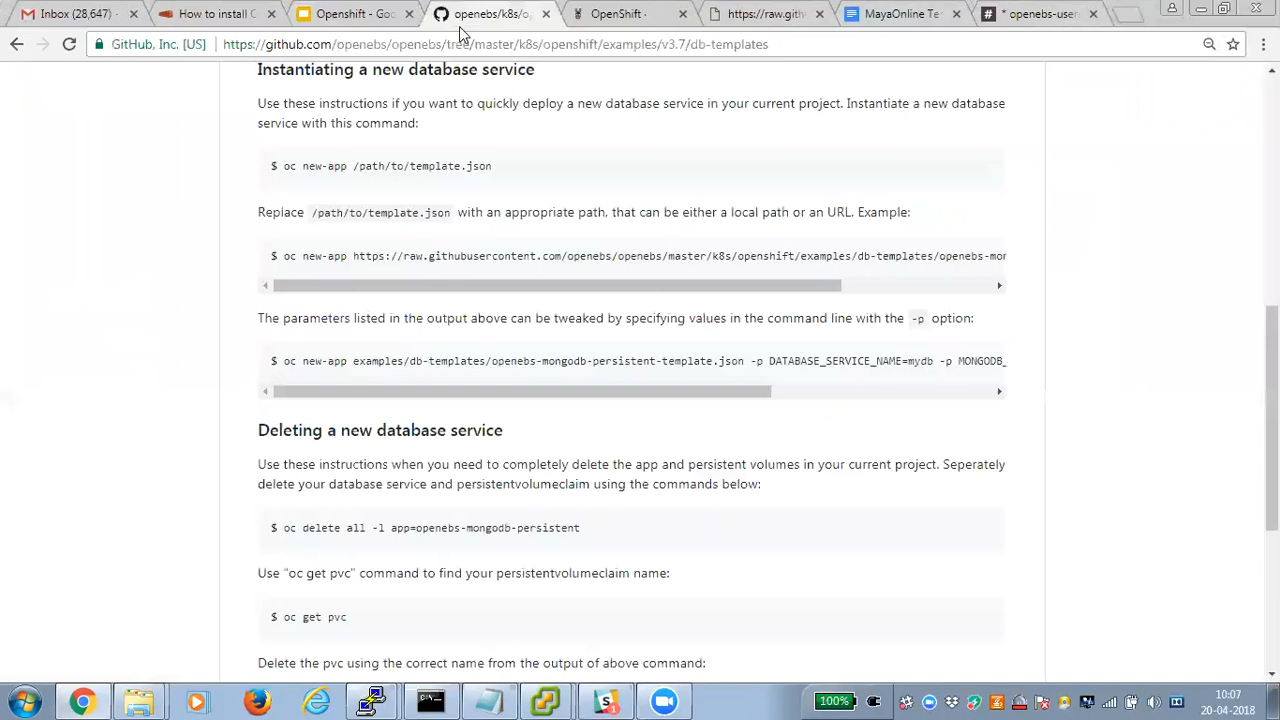 Inbox (28,647)
How to install C
Openshift - Goo
openebs/k8s/o
OpenShift -
https://raw.gith
MayaOnline Te
* openebs-user
GitHub, Inc. [US]
https://github.com/openebs/openebs/tree/master/k8s/openshift/examples/v3.7/db-templates
Instantiating a new database service
Use these instructions if you want to quickly deploy a new database service in your current project. Instantiate a new database
service with this command:
$ oc new-app /path/to/template.json
Replace /path/to/template.json with an appropriate path, that can be either a local path or an URL. Example:
$ oc new-app https://raw.githubusercontent.com/openebs/openebs/master/k8s/openshift/examples/db-templates/openebs-mon
The parameters listed in the output above can be tweaked by specifying values in the command line with the -p option:
$ oc new-app examples/db-templates/openebs-mongodb-persistent-template.json -p DATABASE_SERVICE_NAME=mydb -p MONGODB_
Deleting a new database service
Use these instructions when you need to completely delete the app and persistent volumes in your current project. Seperately
delete your database service and persistentvolumeclaim using the commands below:
$ oc delete all -l app=openebs-mongodb-persistent
Use "oc get pvc" command to find your persistentvolumeclaim name:
$ oc get pvc
Delete the pvc using the correct name from the output of above command:
100%
10:07
20-04-2018